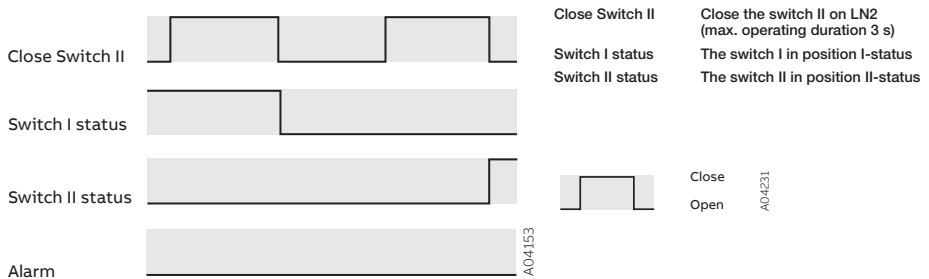 Close Switch II
Switch I status
Switch II status
Alarm
A04153
Close Switch II Close the switch II on LN2
(max. operating duration 3 s)
Switch I status The switch I in position I-status
Switch II status The switch II in position II-status
Close
Open
A04231